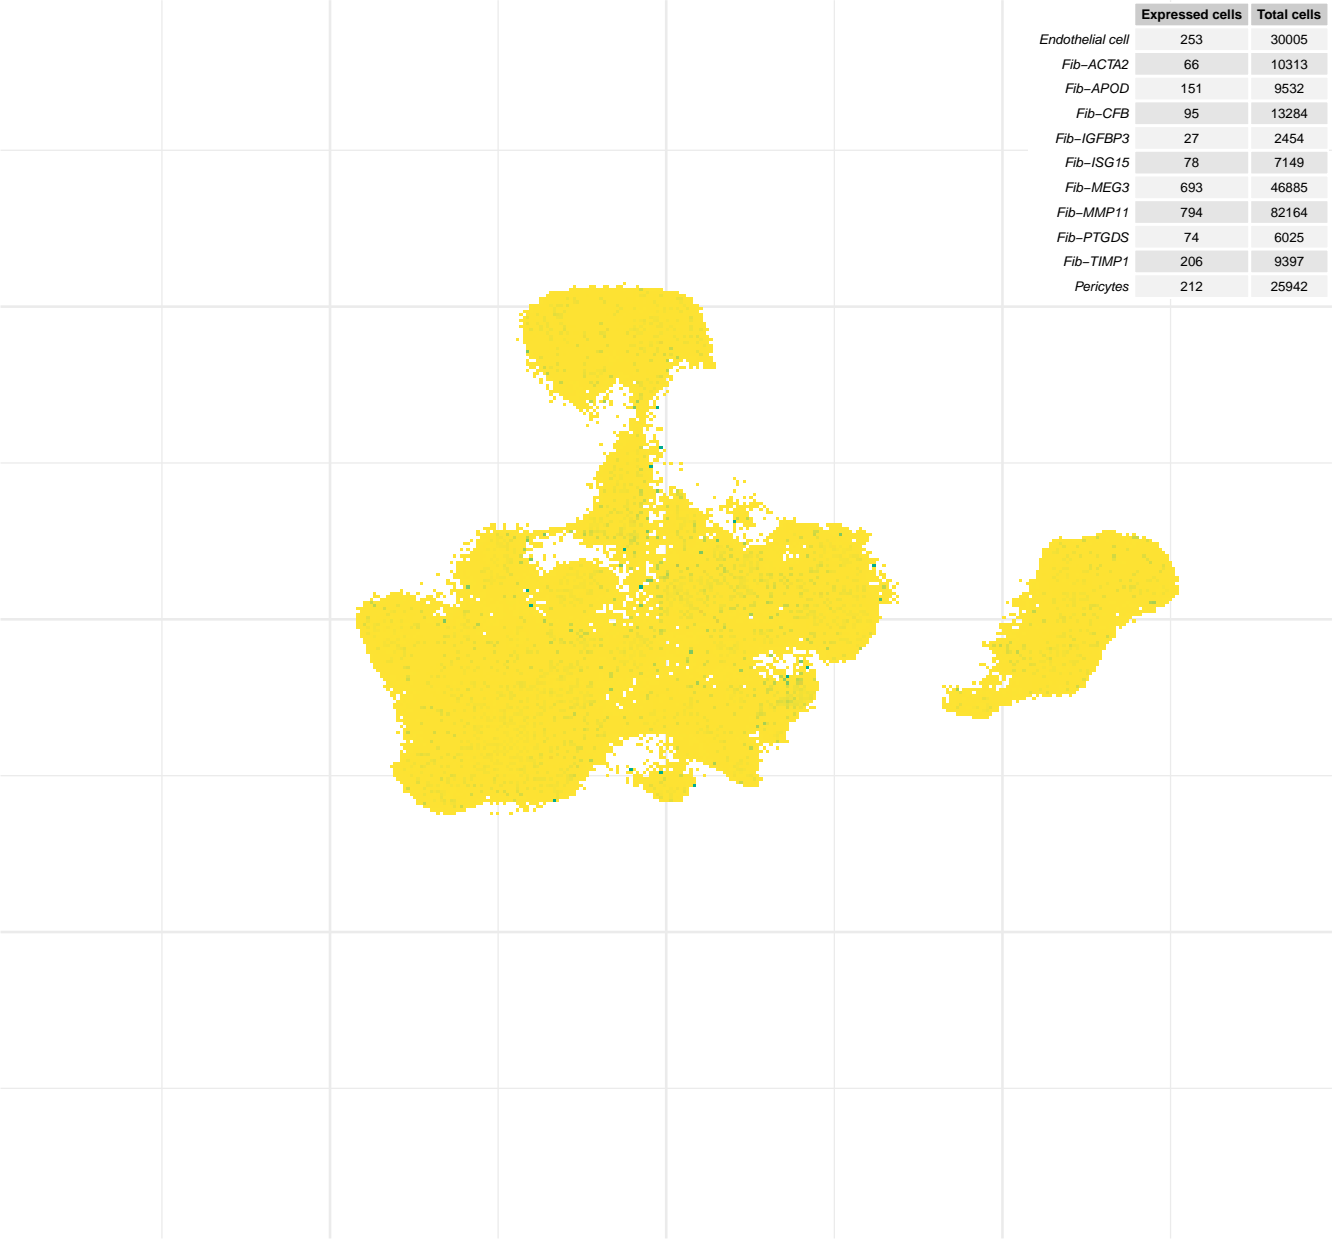 Expressed cells Total cells
Endothelial cell 253 30005
Fib−ACTA2 66 10313
Fib−APOD 151 9532
Fib−CFB 95 13284
Fib−IGFBP3 27 2454
Fib−ISG15 78 7149
Fib−MEG3 693 46885
Fib−MMP11 794 82164
Fib−PTGDS 74 6025
Fib−TIMP1 206 9397
Pericytes 212 25942